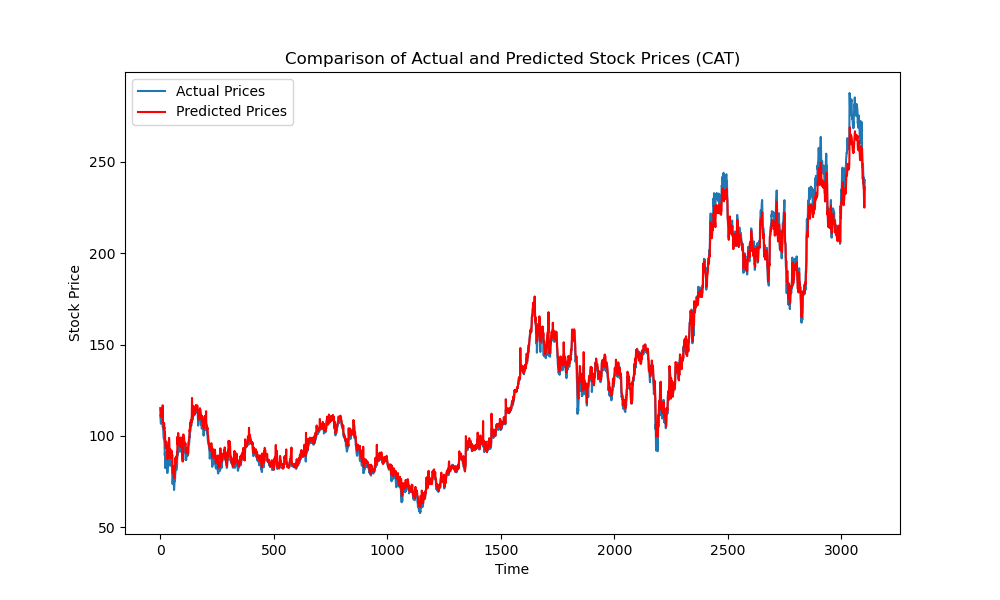 Comparison of Actual and Predicted Stock Prices (CAT)
Actual Prices
Predicted Prices
Stock Price
250
200
150
100
50
0 500 1000 1500 2000 2500 3000
Time